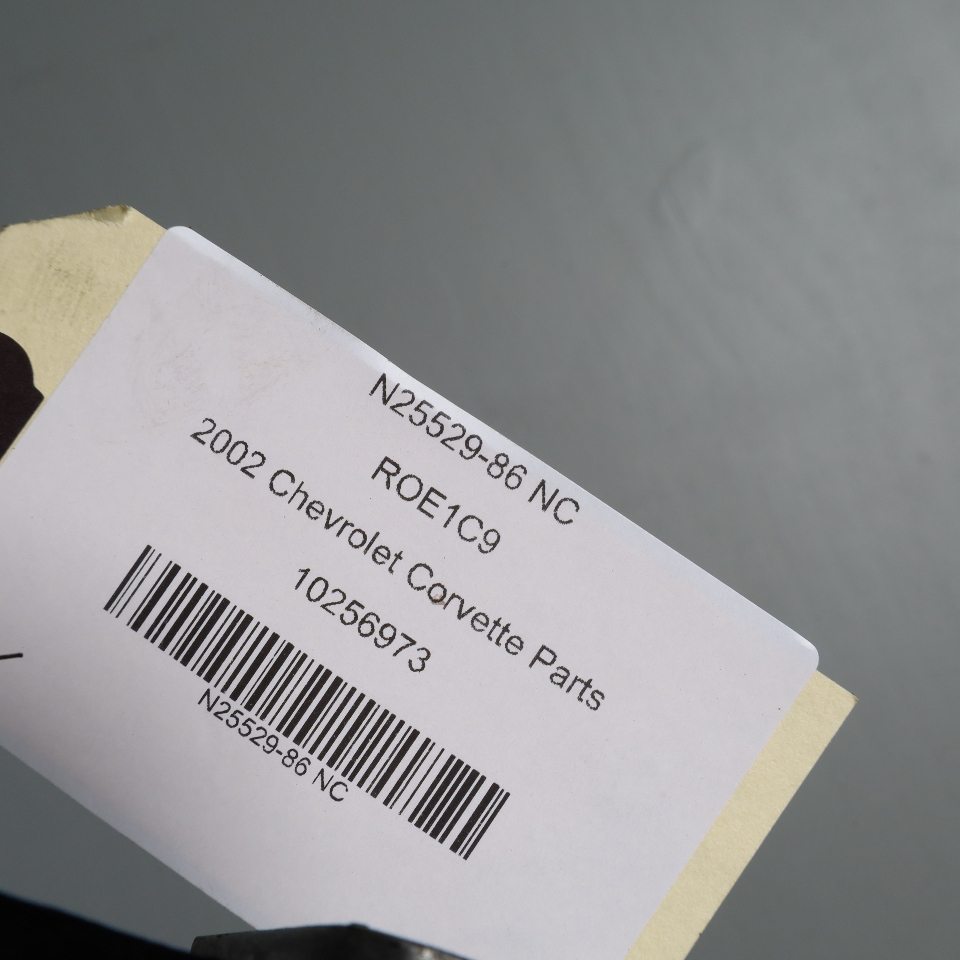 N25529-86 NC
ROE1C9
2002 Chevrolet Corvette Parts
10256973
N25529-86 NC